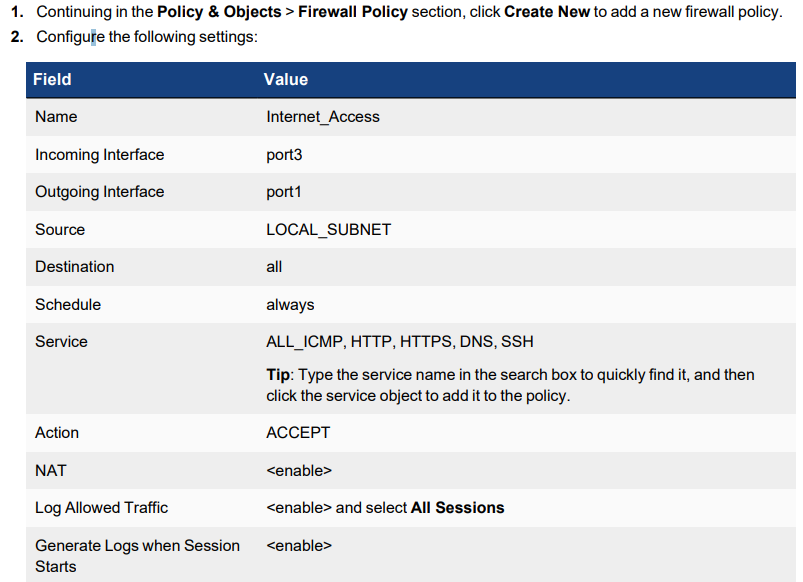 1. Continuing in the Policy & Objects > Firewall Policy section, click Create New to add a new firewall policy.
2. Configure the following settings:
Field Value
Name Internet_Access
Incoming Interface port3
Outgoing Interface port1
Source LOCAL_SUBNET
Destination all
Schedule always
Service ALL_ICMP, HTTP, HTTPS, DNS, SSH
Tip: Type the service name in the search box to quickly find it, and then
click the service object to add it to the policy.
Action ACCEPT
NAT <enable>
Log Allowed Traffic <enable> and select All Sessions
Generate Logs when Session <enable>
Starts